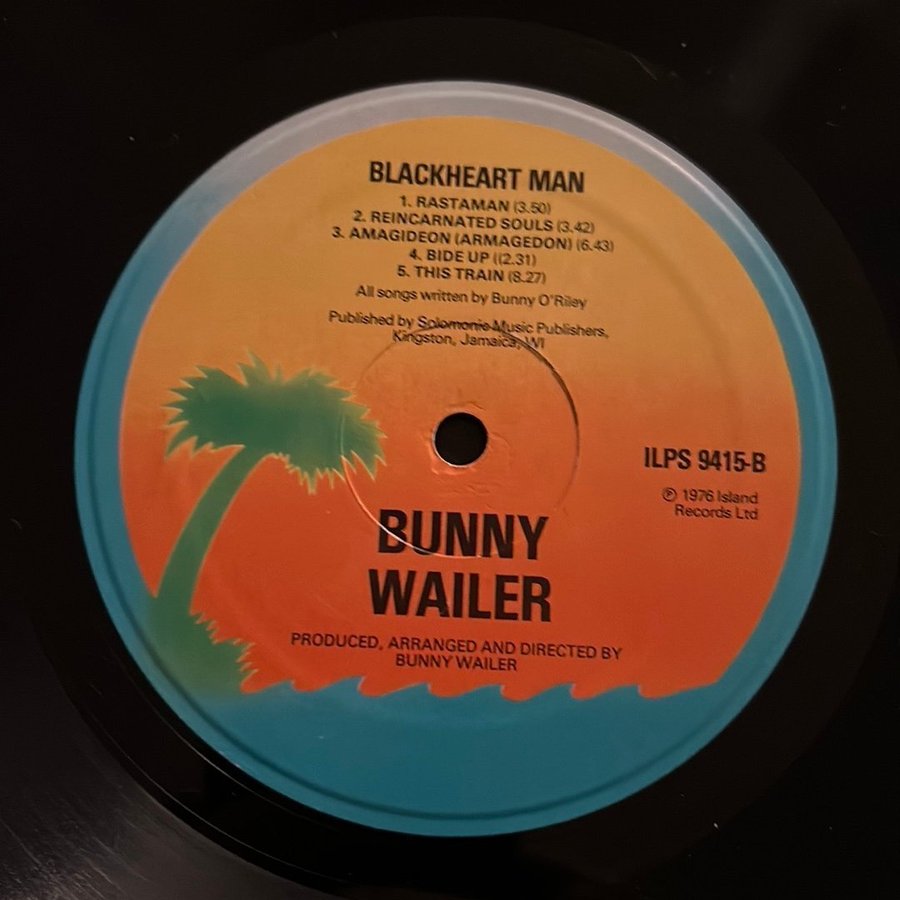 BLACKHEART MAN
1. RASTAMAN (3.50)
2. REINCARNATED SOULS (3.42)
3. AMAGIDEON (ARMAGEDON) (6.43)
4. BIDE UP ((2.31)
5. THIS TRAIN (8.27)
All songs written by Bunny O'Riley
Published by Solomonic Music Publishers,
Kingston, Jamaica, WI
ILPS 9415-B
℗ 1976 Island
Records Ltd
BUNNY
WAILER
PRODUCED, ARRANGED AND DIRECTED BY
BUNNY WAILER